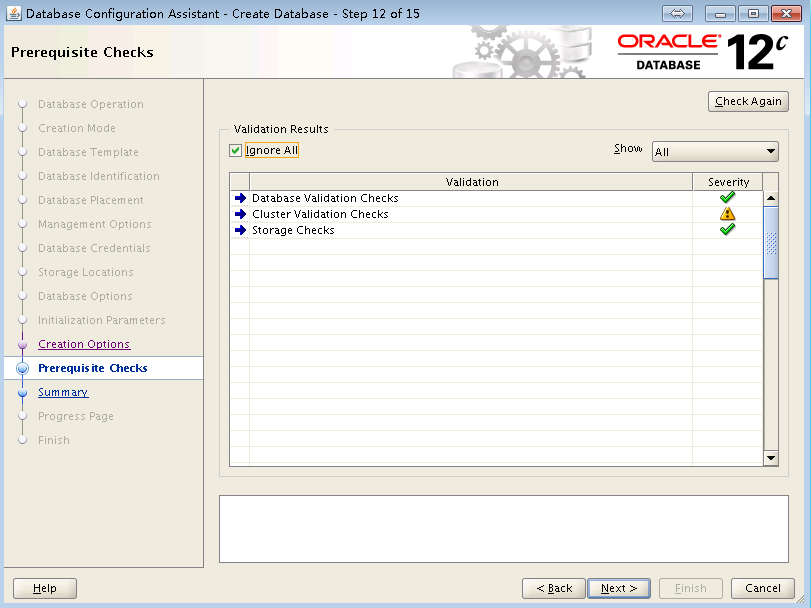 Database Configuration Assistant - Create Database - Step 12 of 15
Prerequisite Checks
ORACLE
DATABASE
12c
Database Operation
Creation Mode
Database Template
Database Identification
Database Placement
Management Options
Database Credentials
Storage Locations
Database Options
Initialization Parameters
Creation Options
Prerequisite Checks
Summary
Progress Page
Finish
Check Again
Validation Results
Ignore All
Show
All
Validation Severity
Database Validation Checks
Cluster Validation Checks
Storage Checks
Help
< Back
Next >
Finish
Cancel